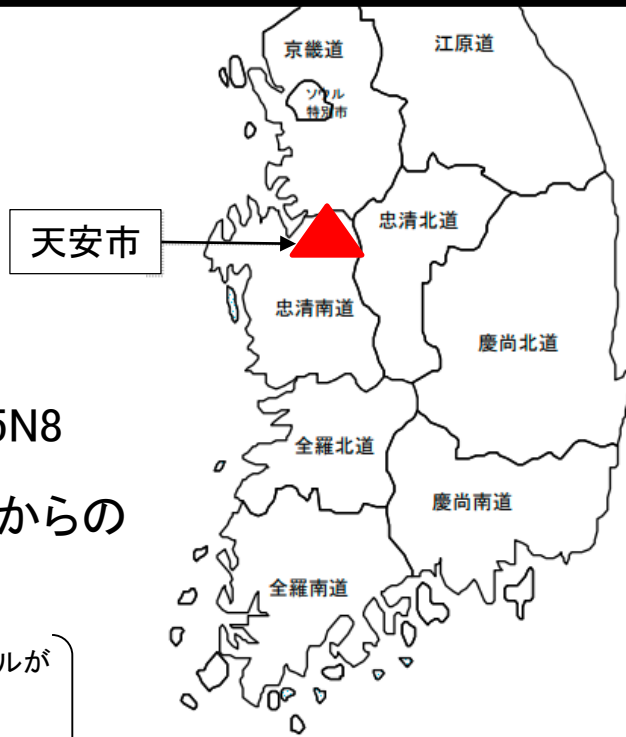 京畿道
江原道
ソウル
特別市
忠清北道
天安市
忠清南道
慶尚北道
5N8
全羅北道
慶尚南道
からの
全羅南道
ルが